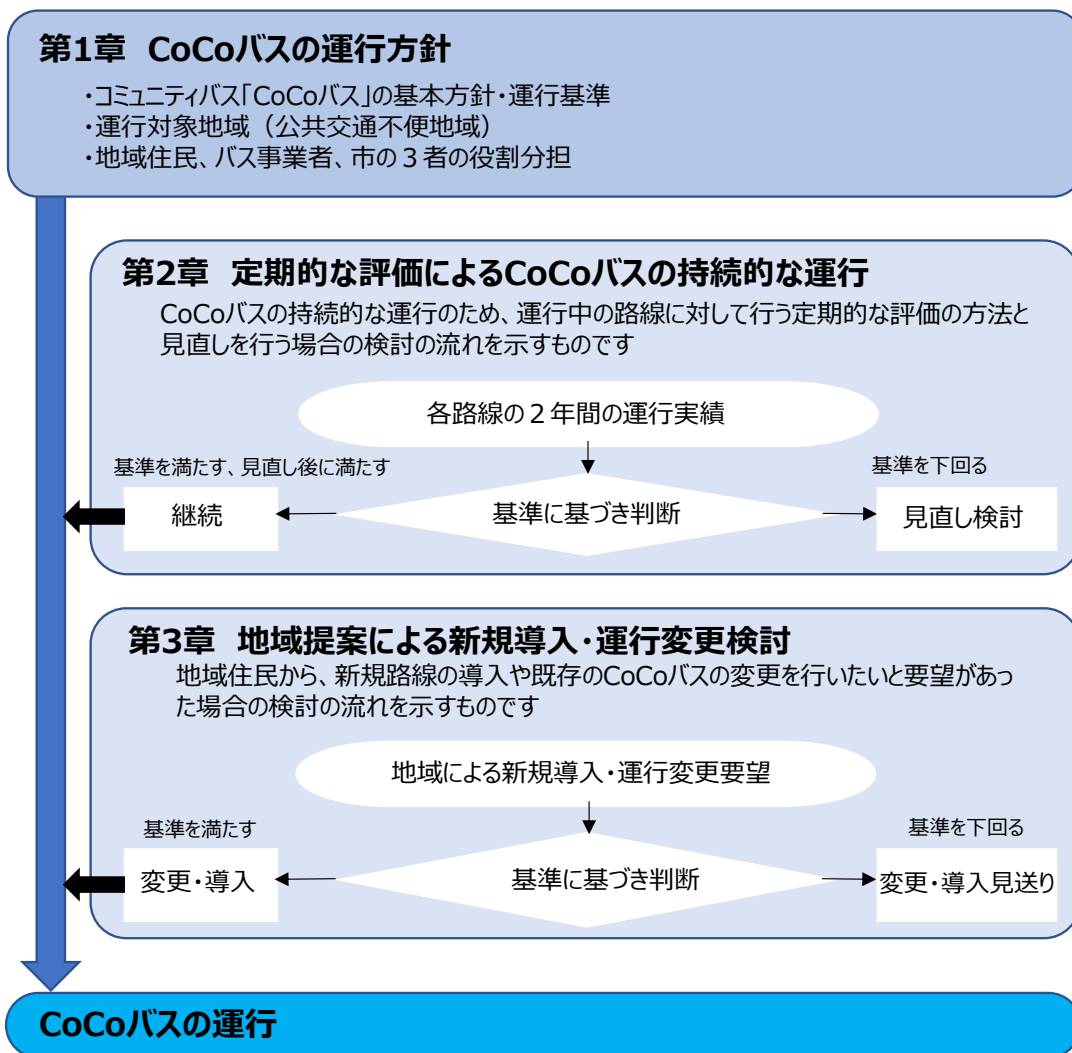 第1章 CoCoバスの運行方針
・コミュニティバス「CoCoバス」の基本方針・運行基準
・運行対象地域（公共交通不便地域）
・地域住民、バス事業者、市の３者の役割分担
第2章 定期的な評価によるCoCoバスの持続的な運行
CoCoバスの持続的な運行のため、運行中の路線に対して行う定期的な評価の方法と
見直しを行う場合の検討の流れを示すものです
各路線の２年間の運行実績
基準を満たす、見直し後に満たす
基準を下回る
継続
基準に基づき判断
見直し検討
第3章 地域提案による新規導入・運行変更検討
地域住民から、新規路線の導入や既存のCoCoバスの変更を行いたいと要望があっ
た場合の検討の流れを示すものです
地域による新規導入・運行変更要望
基準を満たす
基準を下回る
変更・導入
基準に基づき判断
変更・導入見送り
CoCoバスの運行